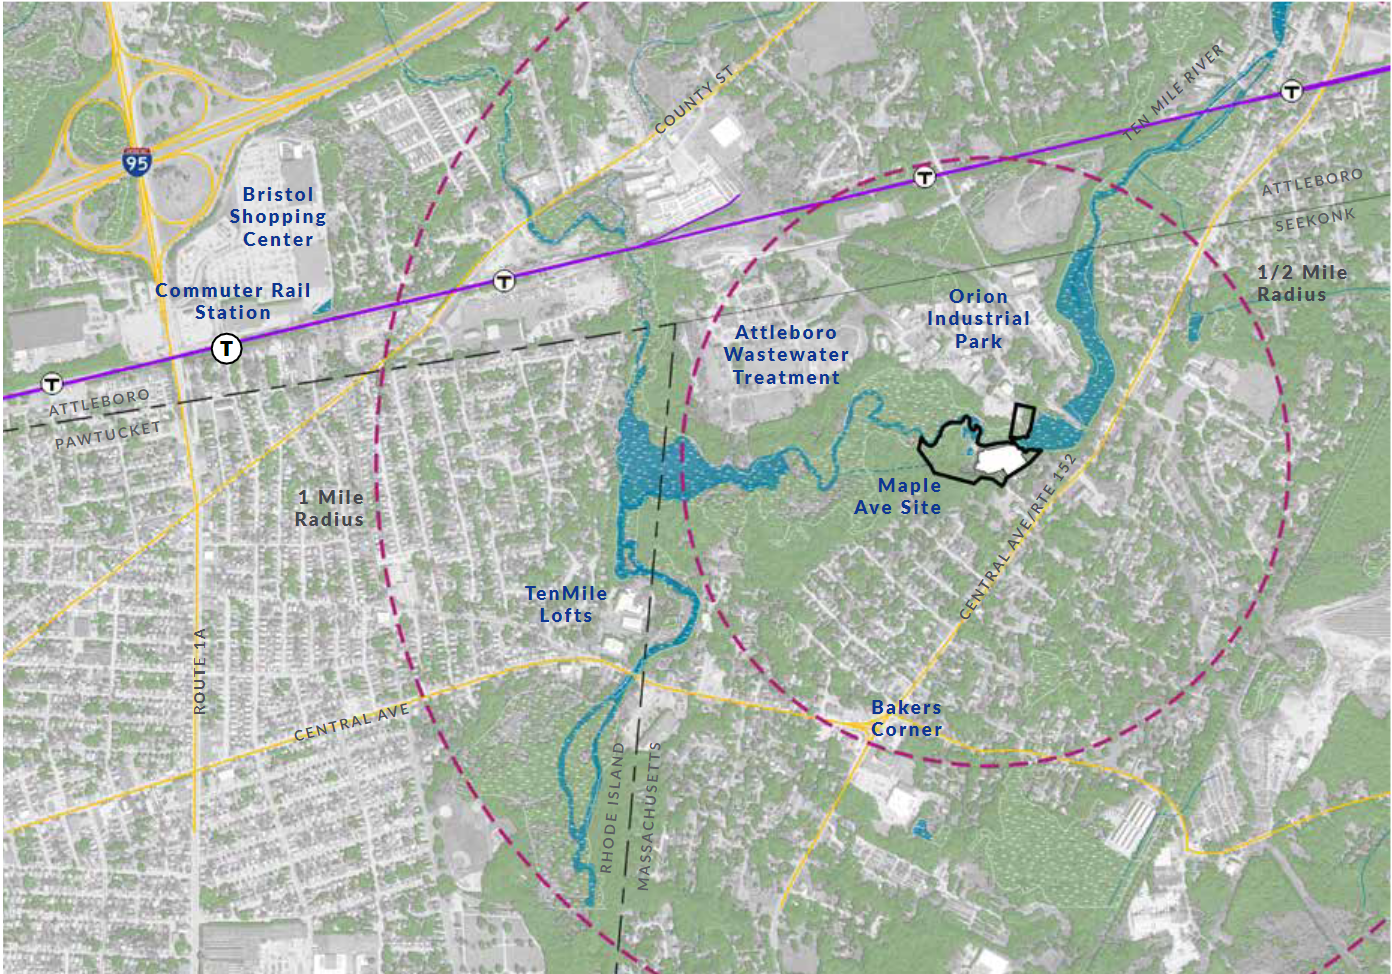 COUNTY ST
TEN MILE RIVER
T
95
T
ATTLEBORO
SEEKONK
Bristol
Shopping
Center
1/2 Mile
Radius
Commuter Rail
Station
T
T
T
ATTLEBORO
PAWTUCKET
Orion
Industrial
Park
Attleboro
Wastewater
Treatment
1 Mile
Radius
Maple
Ave Site
CENTRAL AVE/RTE 152
TenMile
Lofts
ROUTE 1A
CENTRAL AVE
Bakers
Corner
RHODE ISLAND
MASSACHUSETTS